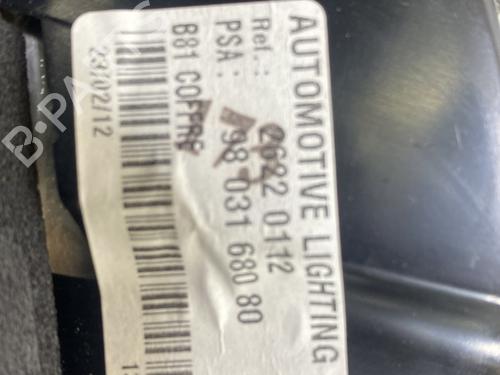 AUTOMOTIVE LIGHTING
Ref.: 2622 0112
PSA: 98 031 680 80
B81 COFFRE
23/02/12
B-PARTS